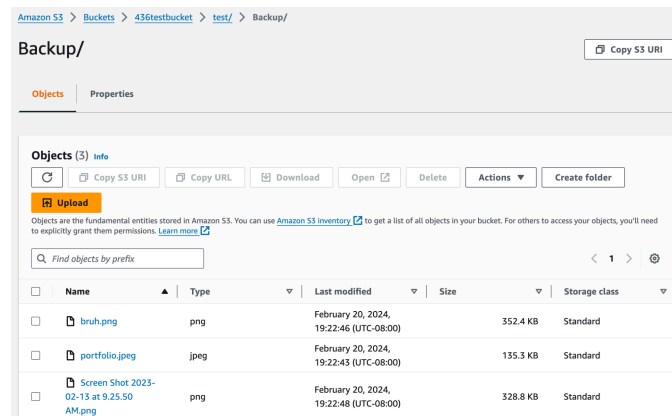 Amazon S3 > Buckets > 436testbucket > test/ > Backup/
Backup/
Copy S3 URI
Objects Properties
Objects (3) Info
Copy S3 URI Copy URL Download Open Delete Actions Create folder
Upload
Objects are the fundamental entities stored in Amazon S3. You can use Amazon S3 inventory to get a list of all objects in your bucket. For others to access your objects, you'll need
to explicitly grant them permissions. Learn more
Find objects by prefix
< 1 >
Name Type Last modified Size Storage class
bruh.png png February 20, 2024, 352.4 KB Standard
19:22:46 (UTC-08:00)
portfolio.jpeg jpeg February 20, 2024, 135.3 KB Standard
19:22:43 (UTC-08:00)
Screen Shot 2023-
02-13 at 9.25.50 png February 20, 2024, 328.8 KB Standard
AM.png 19:22:48 (UTC-08:00)